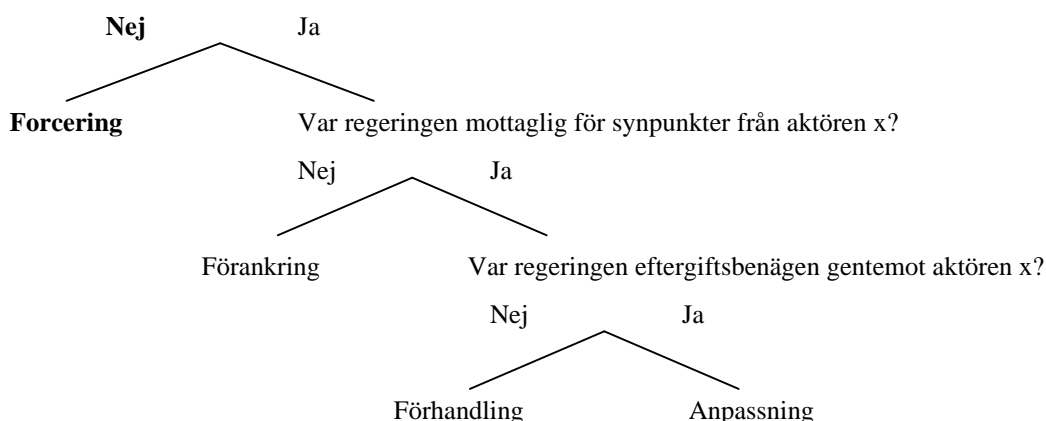 Nej Ja
Forcering Var regeringen mottaglig för synpunkter från aktören x?
Nej Ja
Förankring Var regeringen eftergiftsbenägen gentemot aktören x?
Nej Ja
Förhandling Anpassning